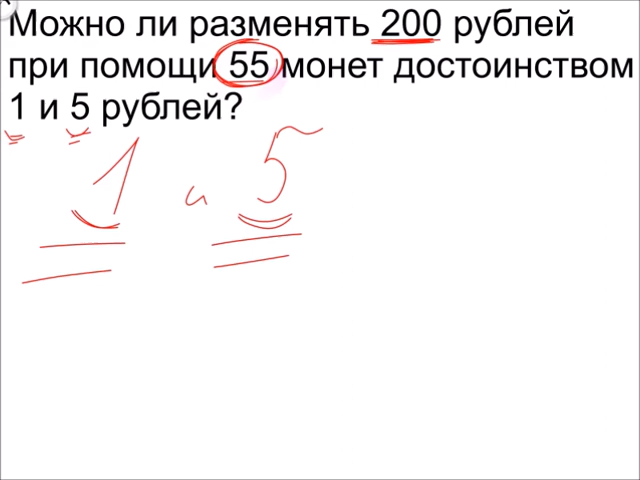 Можно ли разменять 200 рублей
при помощи 55 монет достоинством
1 и 5 рублей?
1 и 5